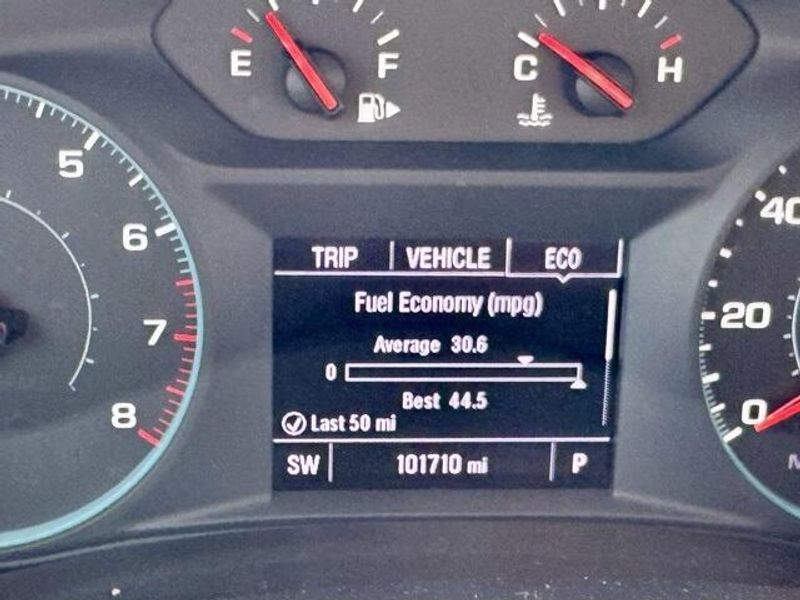 E F C H
5
6
7
8
40
20
0
TRIP VEHICLE ECO
Fuel Economy (mpg)
Average 30.6
0
Best 44.5
Last 50 mi
SW 101710 mi P